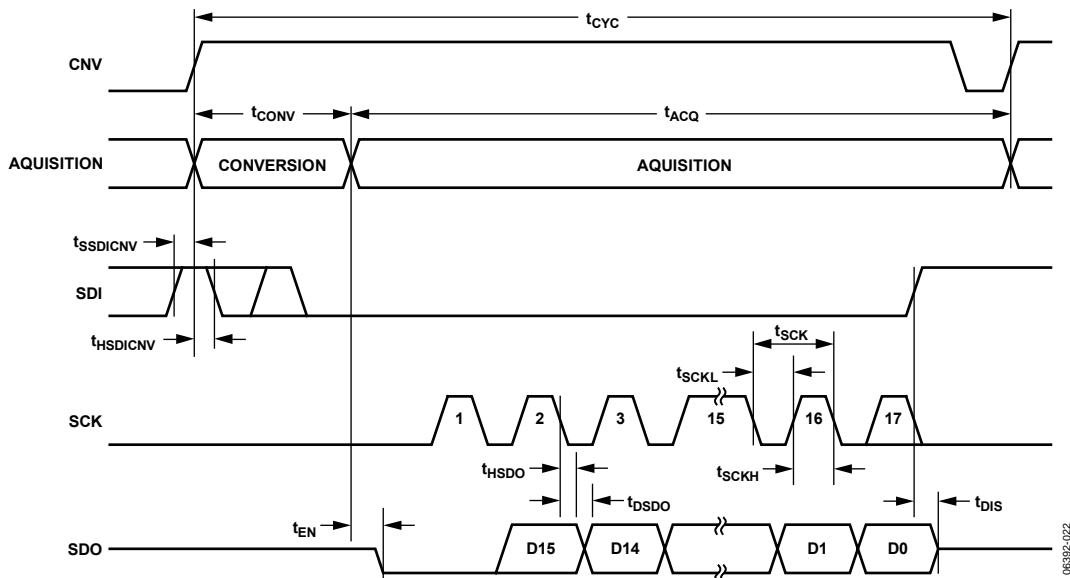 tCYC
CNV
tCONV
tACQ
AQUISITION
CONVERSION
AQUISITION
tSSDICNV
SDI
tHSDICNV
tSCK
tSCKL
SCK
1
2
3
15
16
17
tHSDO
tSCKH
tDSDO
tDIS
tEN
SDO
D15
D14
D1
D0
06392-022